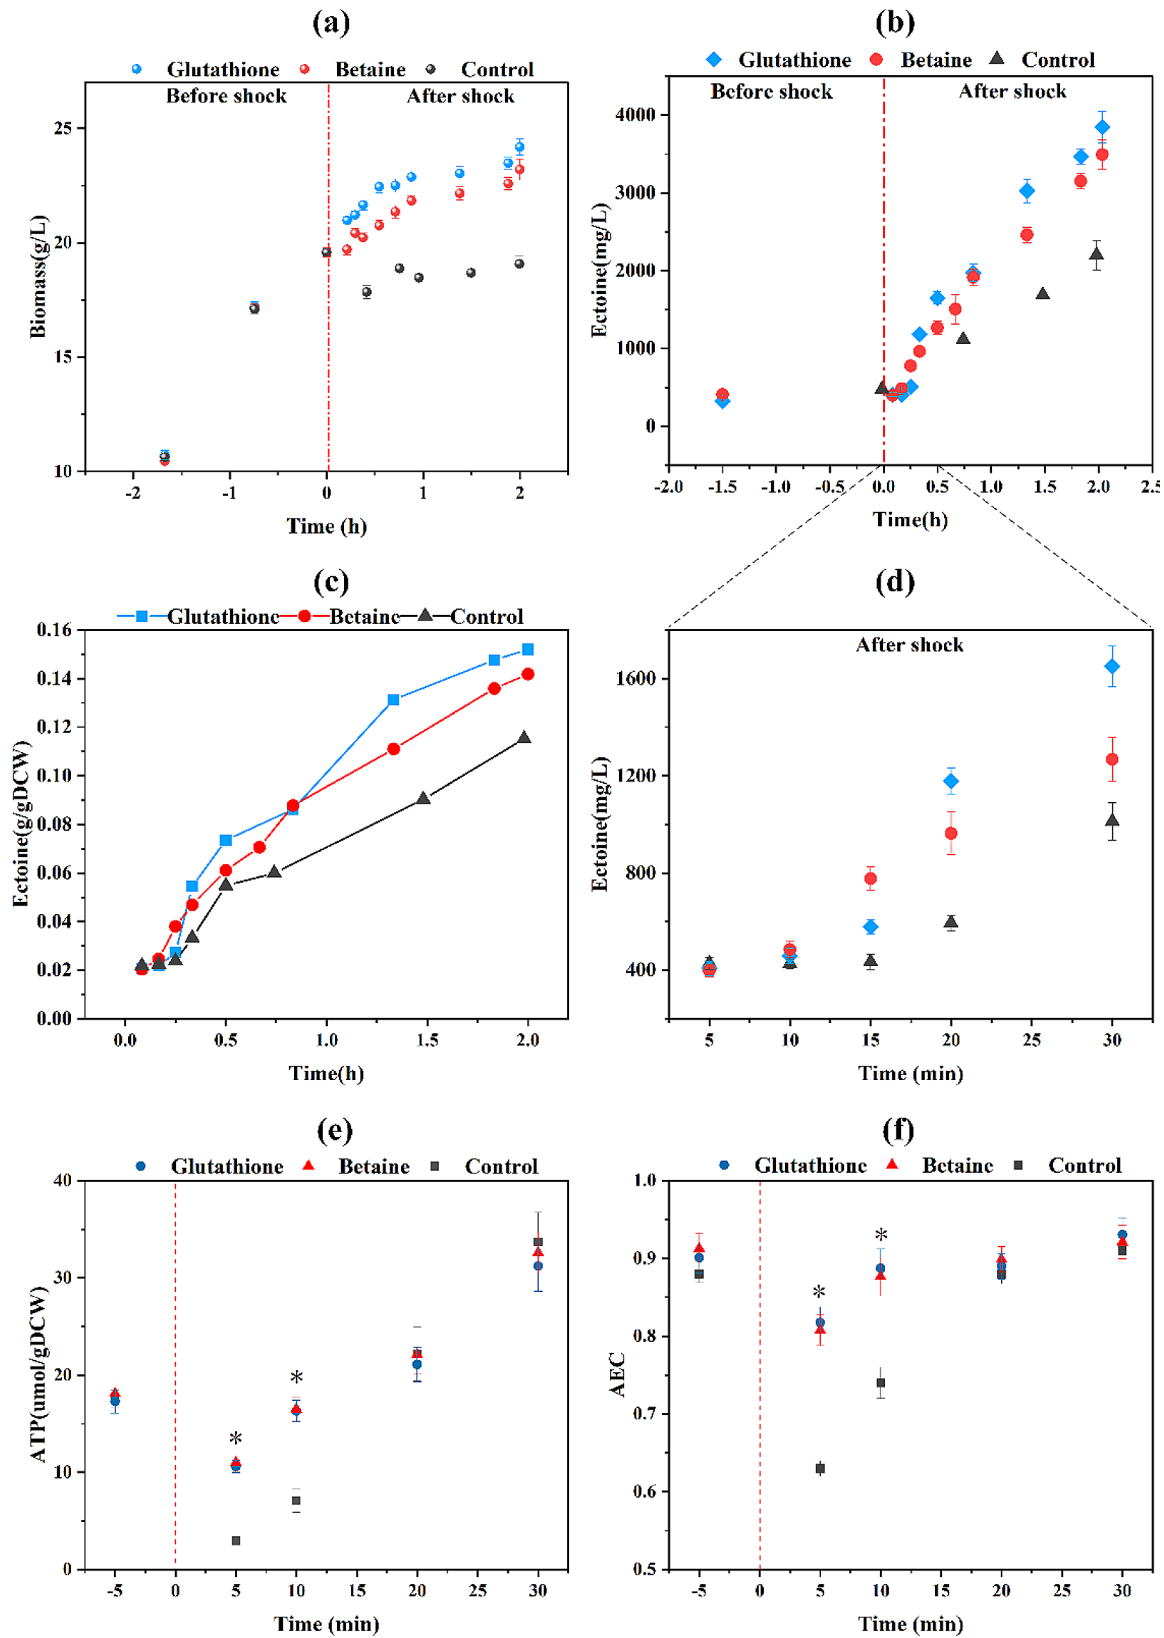 (a)
Glutathione Betaine Control
Before shock After shock
25
20
15
10
-2 -1 0 1 2
Biomass(g/L)
Time (h)
(b)
Glutathione Betaine Control
Before shock After shock
4000
3000
2000
1000
0
-2.0 -1.5 -1.0 -0.5 0.0 0.5 1.0 1.5 2.0 2.5
Ectoine(mg/L)
Time(h)
(c)
Glutathione Betaine Control
0.16
0.14
0.12
0.10
0.08
0.06
0.04
0.02
0.00
0.0 0.5 1.0 1.5 2.0
Ectoine(g/gDCW)
Time(h)
(d)
After shock
1600
1200
800
400
5 10 15 20 25 30
Ectoine(mg/L)
Time (min)
(e)
Glutathione Betaine Control
40
30
20
10
0
-5 0 5 10 15 20 25 30
*
*
ATP(umol/gDCW)
Time (min)
(f)
Glutathione Betaine Control
1.0
0.9
0.8
0.7
0.6
0.5
-5 0 5 10 15 20 25 30
*
*
AEC
Time (min)